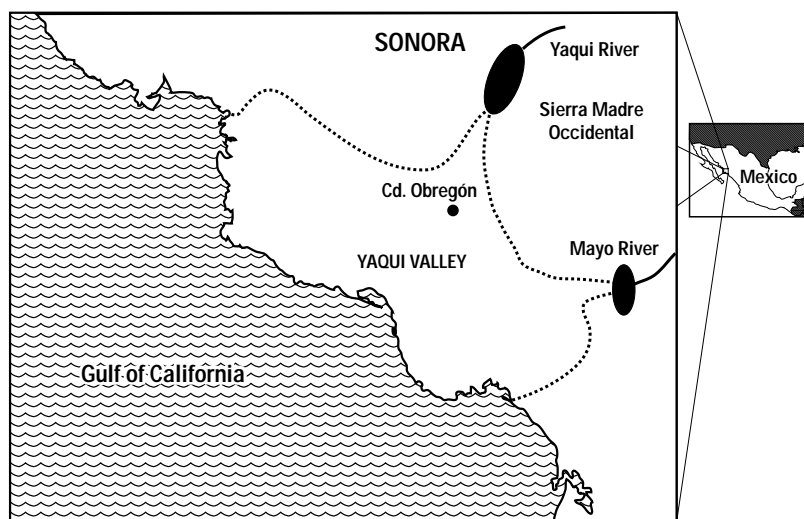 SONORA
Yaqui River
Sierra Madre
Occidental
Mexico
Cd. Obregón
Mayo River
YAQUI VALLEY
Gulf of California